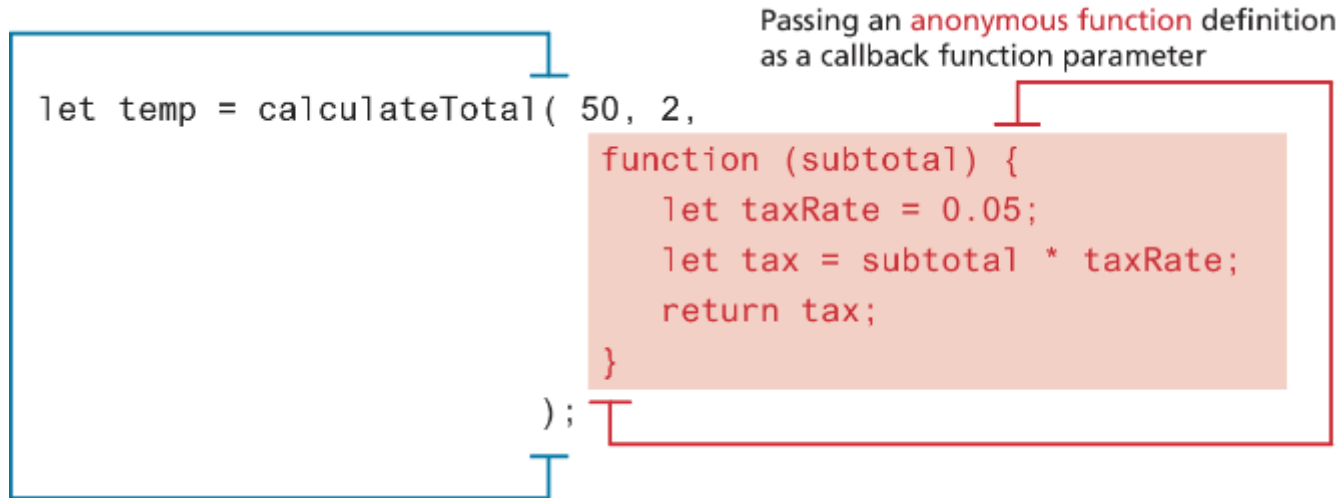 Passing an anonymous function definition
as a callback function parameter
let temp = calculateTotal( 50, 2,
function (subtotal) {
let taxRate = 0.05;
let tax = subtotal * taxRate;
return tax;
}
);